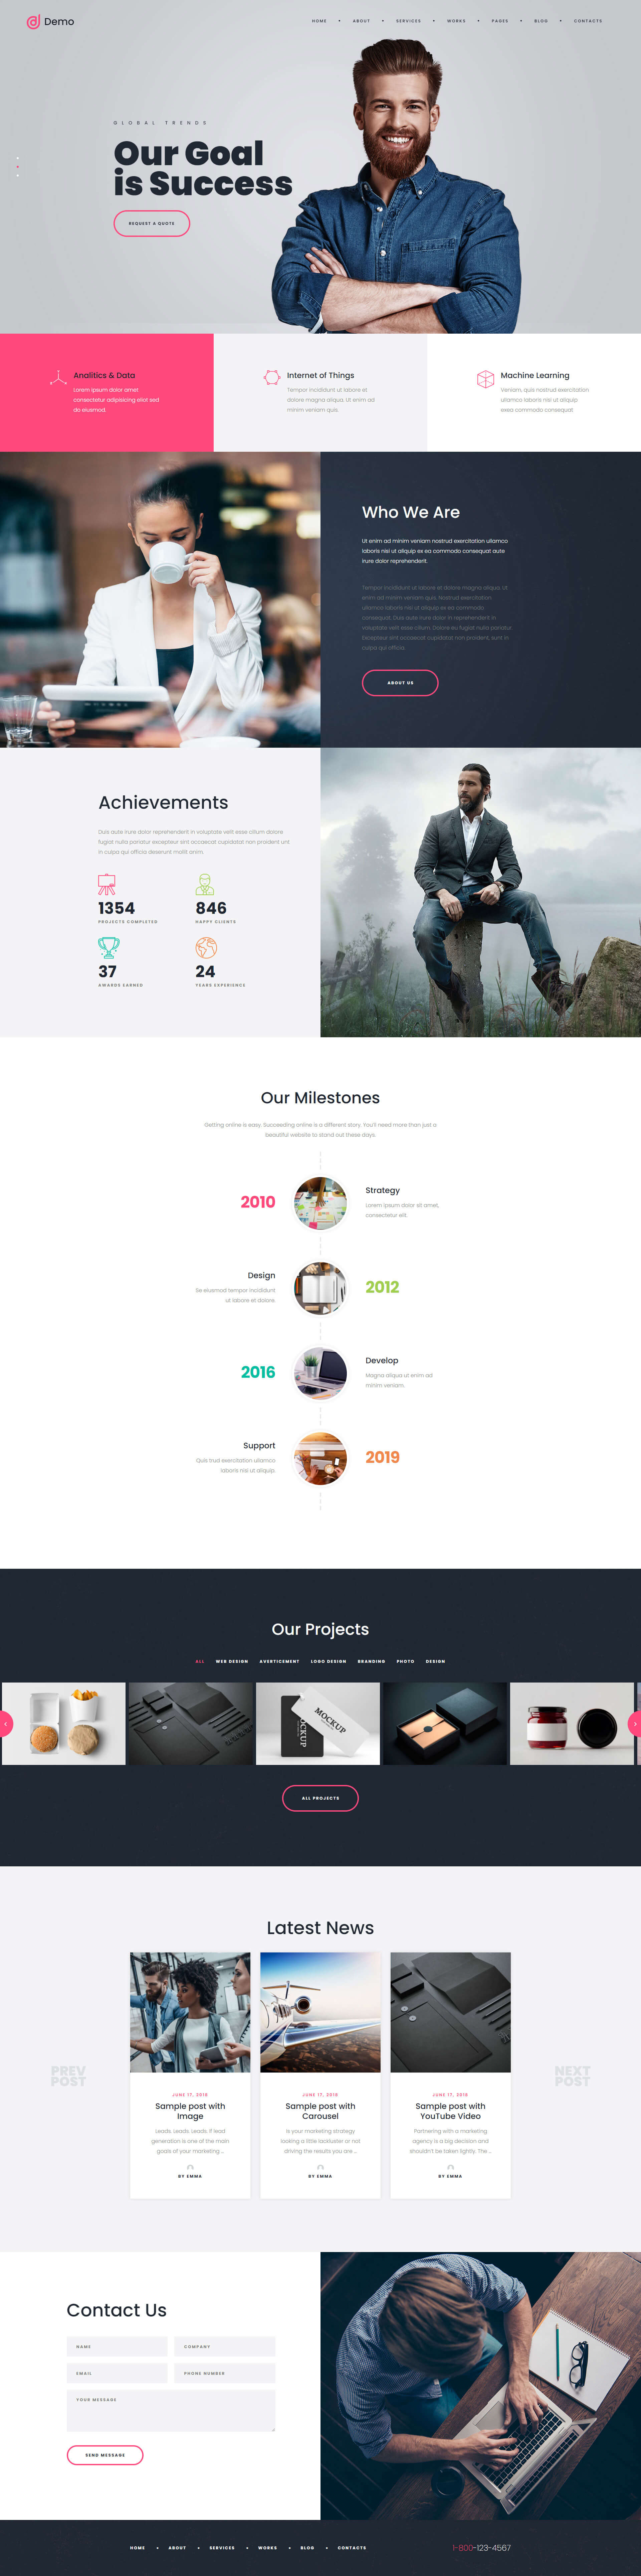 Demo
HOME • ABOUT • SERVICES • WORKS • PAGES • BLOG • CONTACTS
GLOBAL TRENDS
Our Goal
is Success
REQUEST A QUOTE
Analitics & Data
Lorem ipsum dolor amet
consectetur adipisicing eliot sed
do eiusmod.
Internet of Things
Tempor incididunt ut labore et
dolore magna aliqua. Ut enim ad
minim veniam quis.
Machine Learning
Veniam, quis nostrud exercitation
ullamco laboris nisi ut aliquip
exea commodo consequat.
Who We Are
Ut enim ad minim veniam nostrud exercitation ullamco
laboris nisi ut aliquip ex ea commodo consequat aute
irure dolor reprehenderit.
Tempor incididunt ut labore et dolore magna aliqua. Ut
enim ad minim veniam quis. Nostrud exercitation
ullamco laboris nisi ut aliquip ex ea commodo
consequat. Duis aute irure dolor in reprehenderit in
voluptate velit esse cillum. Dolore eu fugiat nulla pariatur.
Excepteur sint occaecat cupidatat non proident, sunt in
culpa qui officia.
ABOUT US
Achievements
Duis aute irure dolor reprehenderit in voluptate velit esse cillum dolore
fugiat nulla pariatur excepteur sint occaecat cupidatat non proident unt
in culpa qui officia deserunt mollit anim.
1354
PROJECTS COMPLETED
846
HAPPY CLIENTS
37
AWARDS EARNED
24
YEARS EXPERIENCE
Our Milestones
Getting online is easy. Succeeding online is a different story. You'll need more than just a
beautiful website to stand out these days.
2010
Strategy
Lorem ipsum dolor sit amet,
consectetur elit.
Design
Se eiusmod tempor incididunt
ut labore et dolore.
2012
2016
Develop
Magna aliqua ut enim ad
minim veniam.
Support
Quis trud exercitation ullamco
laboris nisi ut aliquip.
2019
Our Projects
ALL WEB DESIGN AVERTICEMENT LOGO DESIGN BRANDING PHOTO DESIGN
MOCKUP
MOCKUP
ALL PROJECTS
Latest News
PREV
POST
JUNE 17, 2019
Sample post with
Image
Leads. Leads. Leads. If lead
generation is one of the main
goals of your marketing ...
BY EMMA
JUNE 17, 2019
Sample post with
Carousel
Is your marketing strategy
looking a little lackluster or not
driving the results you are ...
BY EMMA
JUNE 17, 2019
Sample post with
YouTube Video
Partnering with a marketing
agency is a big decision and
shouldn't be taken lightly. The ...
BY EMMA
NEXT
POST
Contact Us
NAME
COMPANY
EMAIL
PHONE NUMBER
YOUR MESSAGE
SEND MESSAGE
HOME • ABOUT • SERVICES • WORKS • BLOG • CONTACTS
1-800-123-4567